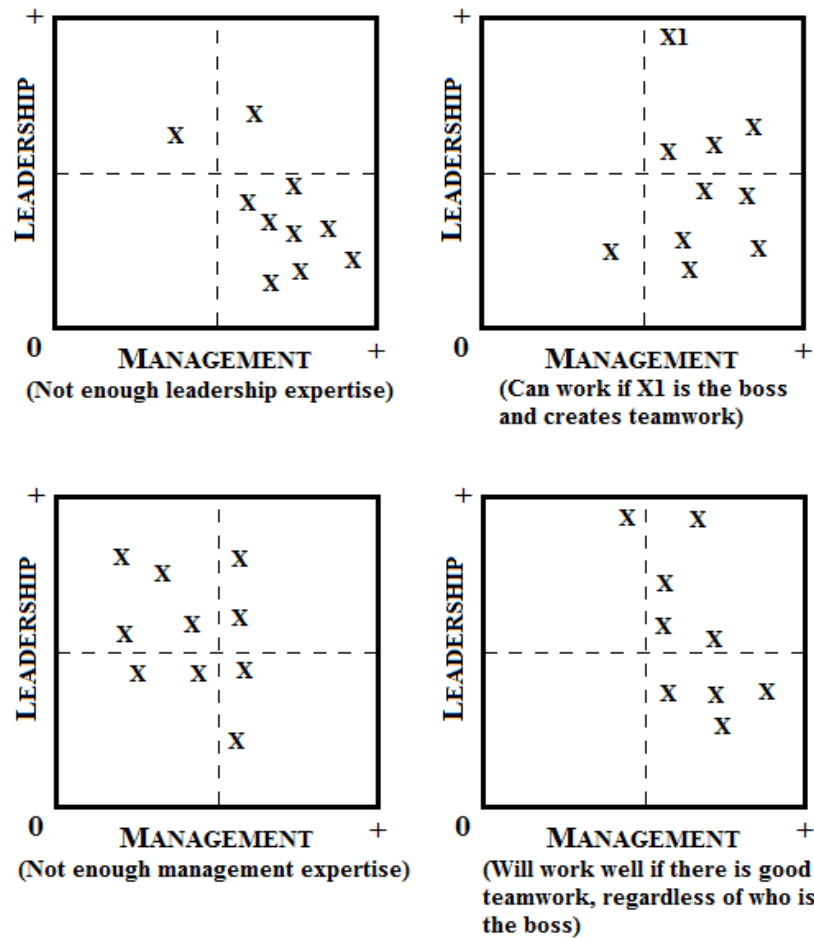 +
X1
X
X
X
X
X
LEADERSHIP
LEADERSHIP
X
X
X
X
X
X
X
X
X
X
X
X
X
X
0
MANAGEMENT
+
0
MANAGEMENT
+
(Not enough leadership expertise)
(Can work if X1 is the boss
and creates teamwork)
+
+
X
X
X
X
X
X
LEADERSHIP
LEADERSHIP
X
X
X
X
X
X
X
X
X
X
X
X
0
MANAGEMENT
+
0
MANAGEMENT
+
(Not enough management expertise)
(Will work well if there is good
teamwork, regardless of who is
the boss)